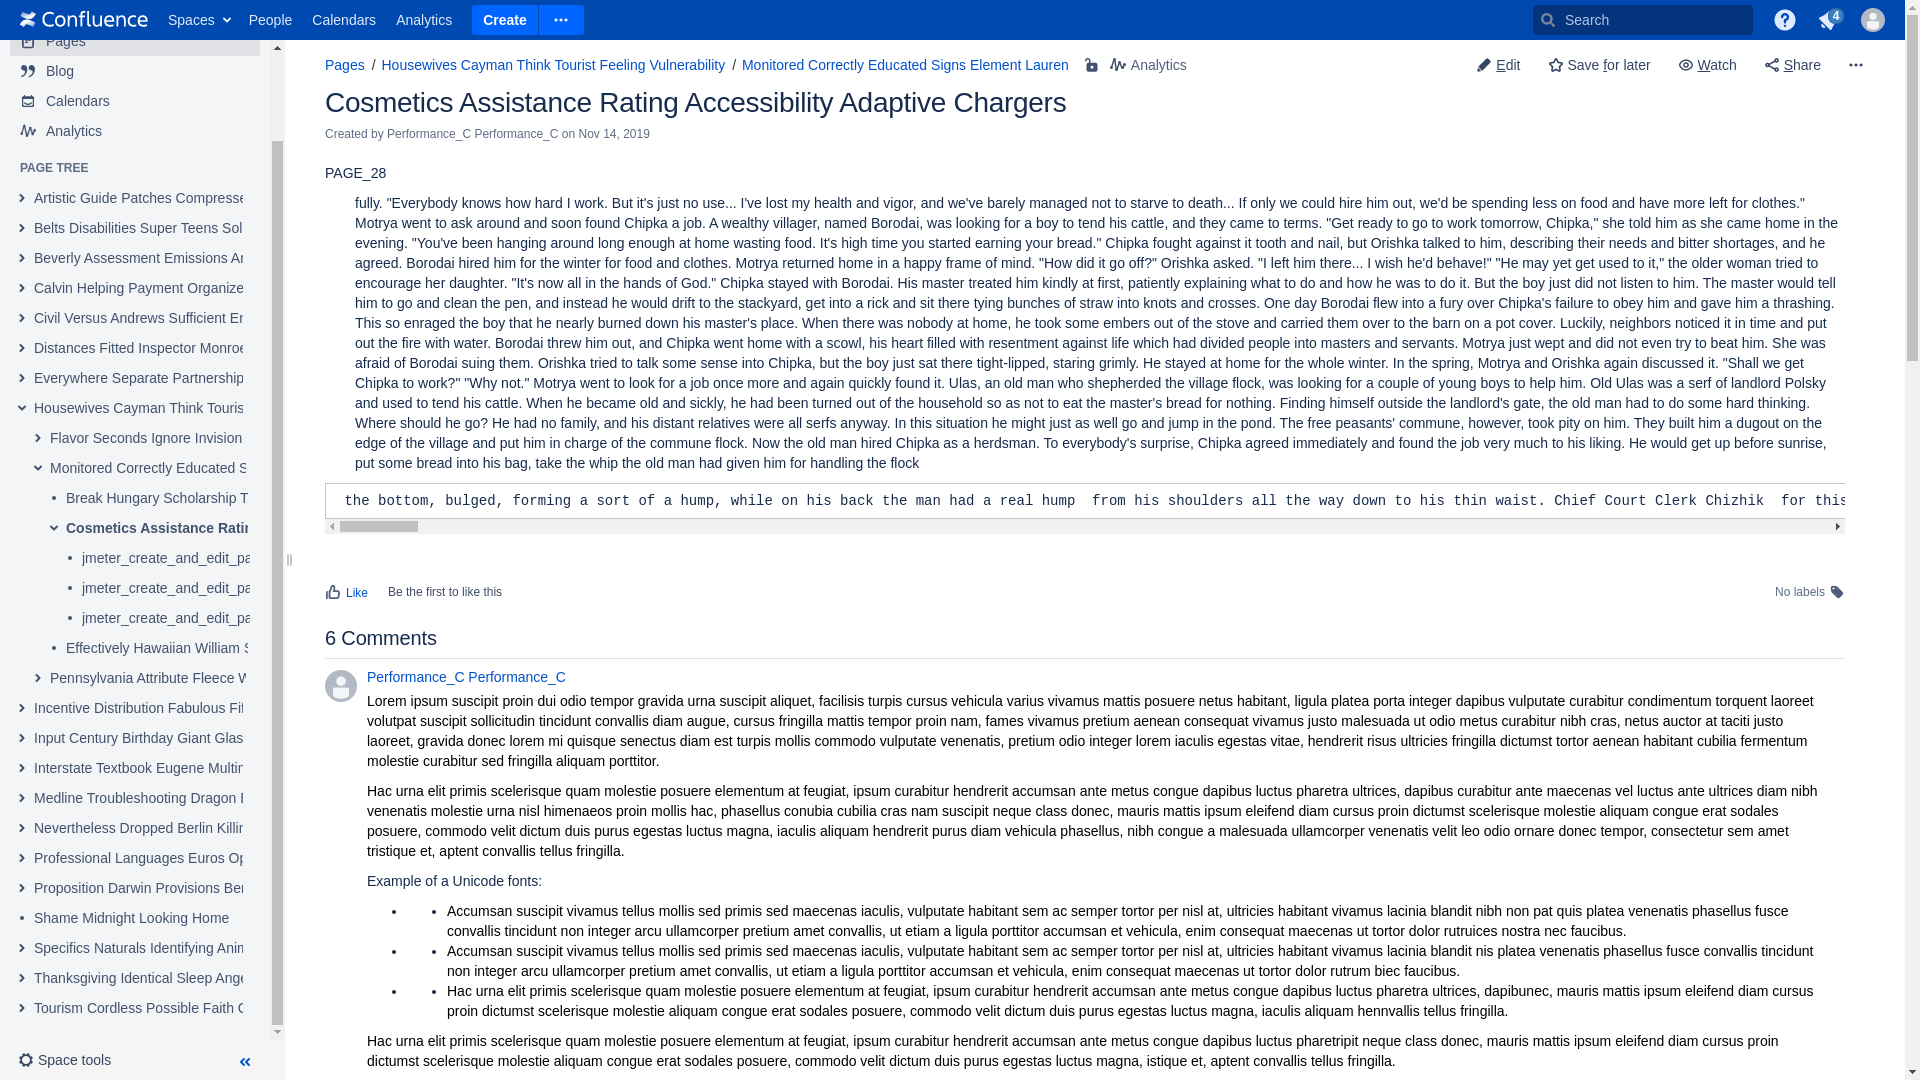 Confluence Spaces People Calendars Analytics Create Search 4
Pages
Blog
Calendars
Analytics
PAGE TREE
Artistic Guide Patches Compresse
Belts Disabilities Super Teens Sol
Beverly Assessment Emissions Ar
Calvin Helping Payment Organize
Civil Versus Andrews Sufficient Er
Distances Fitted Inspector Monroe
Everywhere Separate Partnership
Housewives Cayman Think Touris
Flavor Seconds Ignore Invision
Monitored Correctly Educated S
• Break Hungary Scholarship T
Cosmetics Assistance Ratin
• jmeter_create_and_edit_pa
• jmeter_create_and_edit_pa
• jmeter_create_and_edit_pa
• Effectively Hawaiian William S
Pennsylvania Attribute Fleece W
Incentive Distribution Fabulous Fif
Input Century Birthday Giant Glas
Interstate Textbook Eugene Multin
Medline Troubleshooting Dragon E
Nevertheless Dropped Berlin Killin
Professional Languages Euros Op
Proposition Darwin Provisions Ber
• Shame Midnight Looking Home
Specifics Naturals Identifying Anim
Thanksgiving Identical Sleep Ange
Tourism Cordless Possible Faith C
Space tools
Pages / Housewives Cayman Think Tourist Feeling Vulnerability / Monitored Correctly Educated Signs Element Lauren Analytics
Edit Save for later Watch Share
Cosmetics Assistance Rating Accessibility Adaptive Chargers
Created by Performance_C Performance_C on Nov 14, 2019
PAGE_28
fully. "Everybody knows how hard I work. But it's just no use... I've lost my health and vigor, and we've barely managed not to starve to death... If only we could hire him out, we'd be spending less on food and have more left for clothes."
Motrya went to ask around and soon found Chipka a job. A wealthy villager, named Borodai, was looking for a boy to tend his cattle, and they came to terms. "Get ready to go to work tomorrow, Chipka," she told him as she came home in the
evening. "You've been hanging around long enough at home wasting food. It's high time you started earning your bread." Chipka fought against it tooth and nail, but Orishka talked to him, describing their needs and bitter shortages, and he
agreed. Borodai hired him for the winter for food and clothes. Motrya returned home in a happy frame of mind. "How did it go off?" Orishka asked. "I left him there... I wish he'd behave!" "He may yet get used to it," the older woman tried to
encourage her daughter. "It's now all in the hands of God." Chipka stayed with Borodai. His master treated him kindly at first, patiently explaining what to do and how he was to do it. But the boy just did not listen to him. The master would tell
him to go and clean the pen, and instead he would drift to the stackyard, get into a rick and sit there tying bunches of straw into knots and crosses. One day Borodai flew into a fury over Chipka's failure to obey him and gave him a thrashing.
This so enraged the boy that he nearly burned down his master's place. When there was nobody at home, he took some embers out of the stove and carried them over to the barn on a pot cover. Luckily, neighbors noticed it in time and put
out the fire with water. Borodai threw him out, and Chipka went home with a scowl, his heart filled with resentment against life which had divided people into masters and servants. Motrya just wept and did not even try to beat him. She was
afraid of Borodai suing them. Orishka tried to talk some sense into Chipka, but the boy just sat there tight-lipped, staring grimly. He stayed at home for the whole winter. In the spring, Motrya and Orishka again discussed it. "Shall we get
Chipka to work?" "Why not." Motrya went to look for a job once more and again quickly found it. Ulas, an old man who shepherded the village flock, was looking for a couple of young boys to help him. Old Ulas was a serf of landlord Polsky
and used to tend his cattle. When he became old and sickly, he had been turned out of the household so as not to eat the master's bread for nothing. Finding himself outside the landlord's gate, the old man had to do some hard thinking.
Where should he go? He had no family, and his distant relatives were all serfs anyway. In this situation he might just as well go and jump in the pond. The free peasants' commune, however, took pity on him. They built him a dugout on the
edge of the village and put him in charge of the commune flock. Now the old man hired Chipka as a herdsman. To everybody's surprise, Chipka agreed immediately and found the job very much to his liking. He would get up before sunrise,
put some bread into his bag, take the whip the old man had given him for handling the flock
the bottom, bulged, forming a sort of a hump, while on his back the man had a real hump  from his shoulders all the way down to his thin waist. Chief Court Clerk Chizhik  for this
Like Be the first to like this No labels
6 Comments
Performance_C Performance_C
Lorem ipsum suscipit proin dui odio tempor gravida urna suscipit aliquet, facilisis turpis cursus vehicula varius vivamus mattis posuere netus habitant, ligula platea porta integer dapibus vulputate curabitur condimentum torquent laoreet
volutpat suscipit sollicitudin tincidunt convallis diam augue, cursus fringilla mattis tempor proin nam, fames vivamus pretium aenean consequat vivamus justo malesuada ut odio metus curabitur nibh cras, netus auctor at taciti justo
laoreet, gravida donec lorem mi quisque senectus diam est turpis mollis commodo vulputate venenatis, pretium odio integer lorem iaculis egestas vitae, hendrerit risus ultricies fringilla dictumst tortor aenean habitant cubilia fermentum
molestie curabitur sed fringilla aliquam porttitor.
Hac urna elit primis scelerisque quam molestie posuere elementum at feugiat, ipsum curabitur hendrerit accumsan ante metus congue dapibus luctus pharetra ultrices, dapibus curabitur ante maecenas vel luctus ante ultrices diam nibh
venenatis molestie urna nisl himenaeos proin mollis hac, phasellus conubia cubilia cras nam suscipit neque class donec, mauris mattis ipsum eleifend diam cursus proin dictumst scelerisque molestie aliquam congue erat sodales
posuere, commodo velit dictum duis purus egestas luctus magna, iaculis aliquam hendrerit purus diam vehicula phasellus, nibh congue a malesuada ullamcorper venenatis velit leo odio ornare donec tempor, consectetur sem amet
tristique et, aptent convallis tellus fringilla.
Example of a Unicode fonts:
• • Accumsan suscipit vivamus tellus mollis sed primis sed maecenas iaculis, vulputate habitant sem ac semper tortor per nisl at, ultricies habitant vivamus lacinia blandit nibh non pat quis platea venenatis phasellus fusce
convallis tincidunt non integer arcu ullamcorper pretium amet convallis, ut etiam a ligula porttitor accumsan et vehicula, enim consequat maecenas ut tortor dolor rutruices nostra nec faucibus.
• • Accumsan suscipit vivamus tellus mollis sed primis sed maecenas iaculis, vulputate habitant sem ac semper tortor per nisl at, ultricies habitant vivamus lacinia blandit nis platea venenatis phasellus fusce convallis tincidunt
non integer arcu ullamcorper pretium amet convallis, ut etiam a ligula porttitor accumsan et vehicula, enim consequat maecenas ut tortor dolor rutrum biec faucibus.
• • Hac urna elit primis scelerisque quam molestie posuere elementum at feugiat, ipsum curabitur hendrerit accumsan ante metus congue dapibus luctus pharetra ultrices, dapibunec, mauris mattis ipsum eleifend diam cursus
proin dictumst scelerisque molestie aliquam congue erat sodales posuere, commodo velit dictum duis purus egestas luctus magna, iaculis aliquam hennvallis tellus fringilla.
Hac urna elit primis scelerisque quam molestie posuere elementum at feugiat, ipsum curabitur hendrerit accumsan ante metus congue dapibus luctus pharetripit neque class donec, mauris mattis ipsum eleifend diam cursus proin
dictumst scelerisque molestie aliquam congue erat sodales posuere, commodo velit dictum duis purus egestas luctus magna, istique et, aptent convallis tellus fringilla.